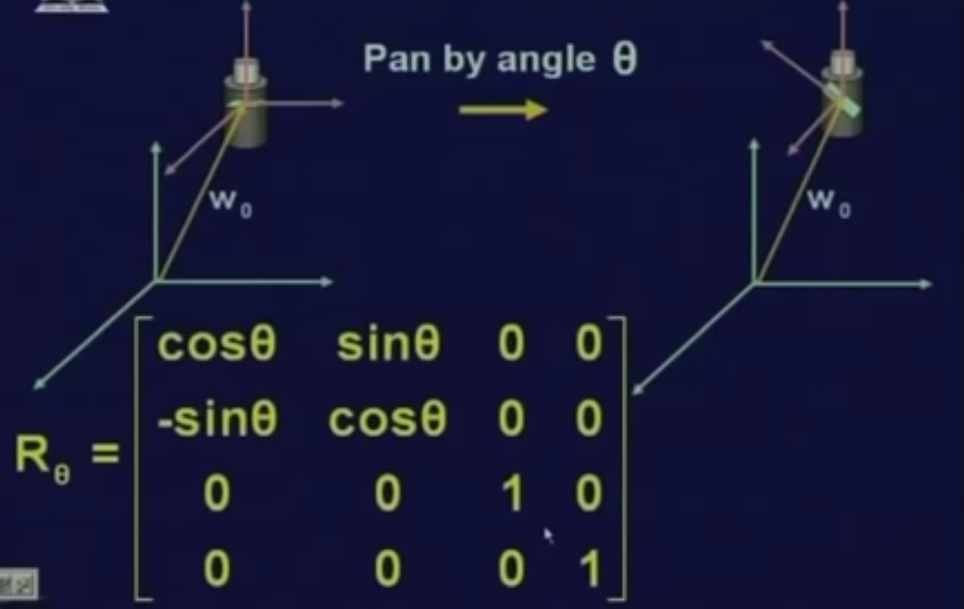 Pan by angle θ
w₀
w₀
R_θ =
cosθ sinθ 0 0
-sinθ cosθ 0 0
0 0 1 0
0 0 0 1